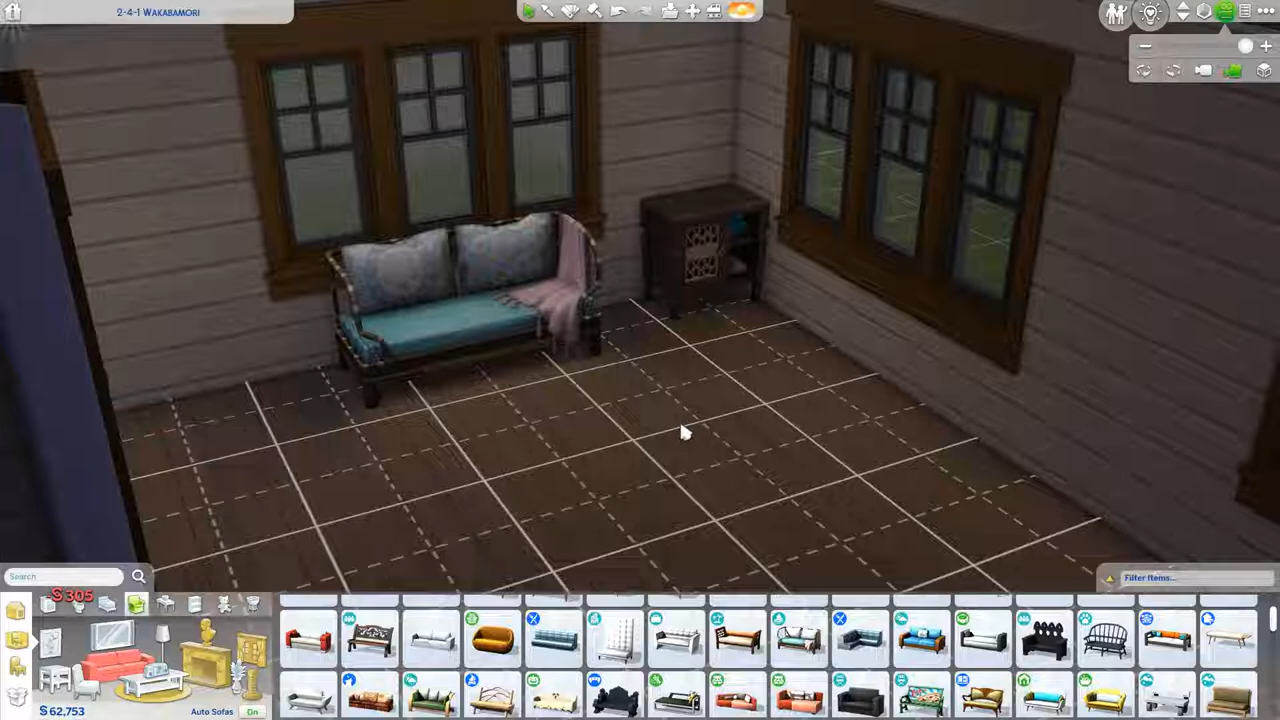 2-4-1 Wakabamori
Search
Filter Items...
§305
§62,753
Auto Sofas
On